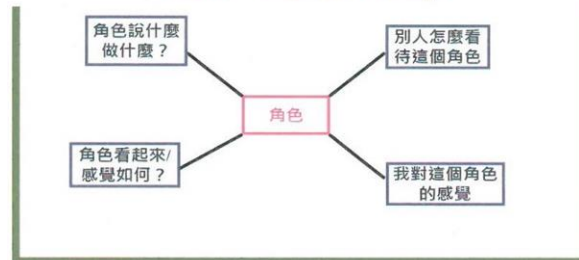 角色說什麼
做什麼？
別人怎麼看
待這個角色
角色
角色看起來/
感覺如何？
我對這個角色
的感覺